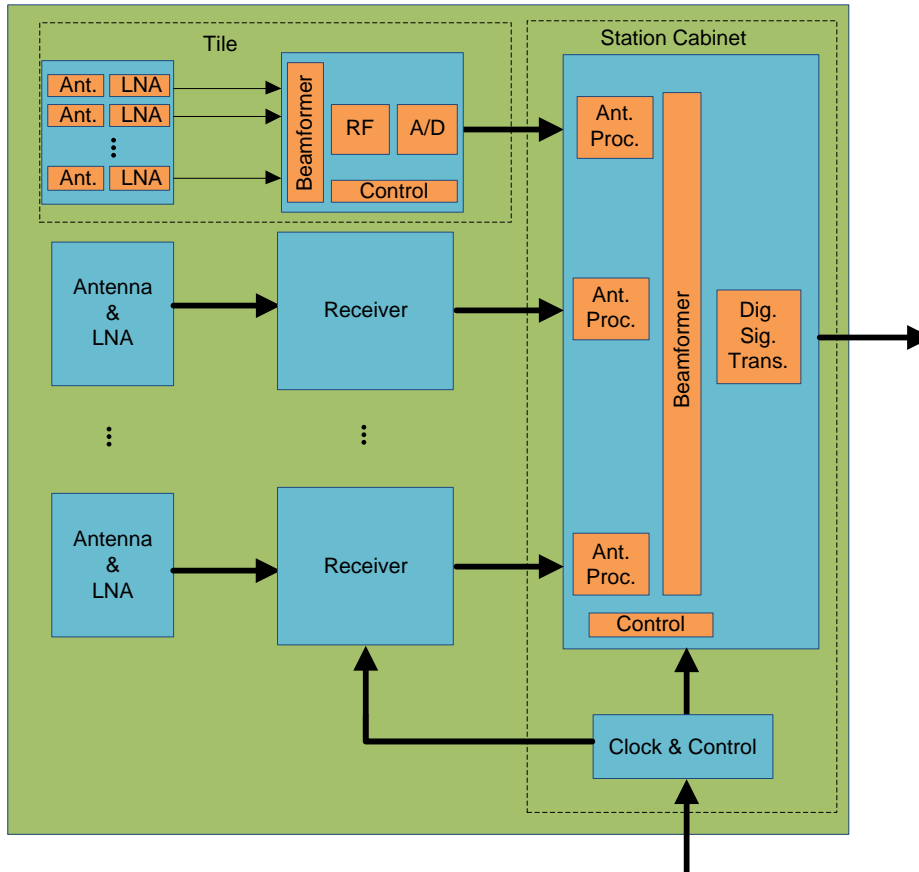 Tile
Station Cabinet
Ant. LNA
Ant. LNA
Ant. LNA
Beamformer
RF
A/D
Control
Ant.
Proc.
Antenna
&
LNA
Receiver
Ant.
Proc.
Beamformer
Dig.
Sig.
Trans.
Antenna
&
LNA
Receiver
Ant.
Proc.
Control
Clock & Control